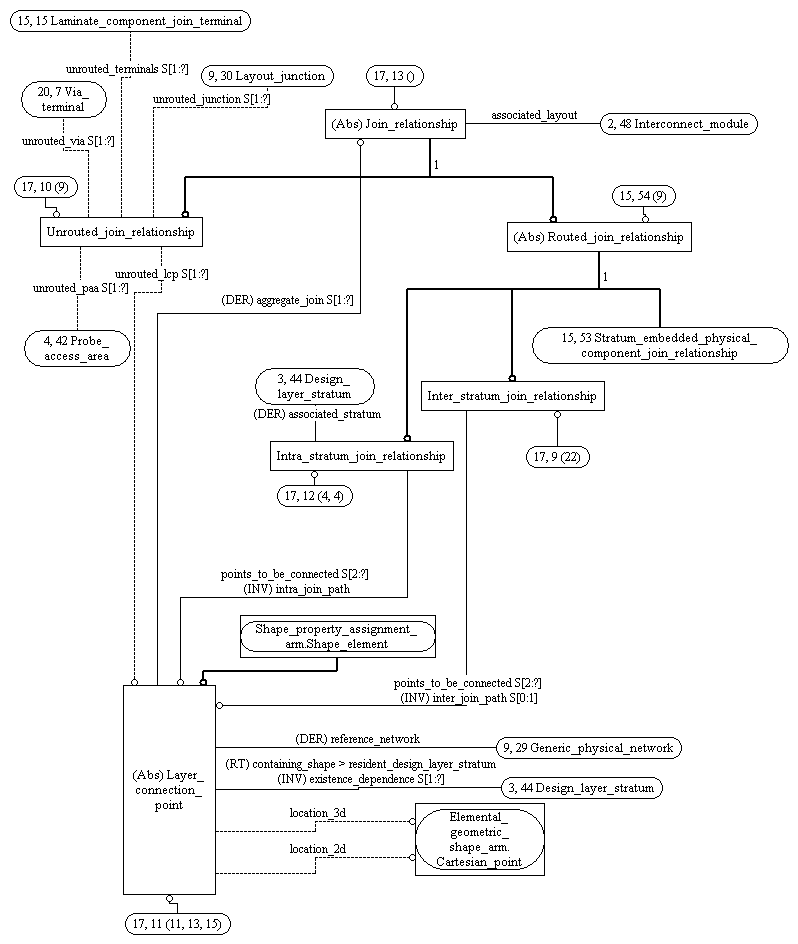 15, 15 Laminate_component_join_terminal
unrouted_terminals S[1:?]
9, 30 Layout_junction
17, 13 ()
20, 7 Via_
terminal
unrouted_junction S[1:?]
associated_layout
(Abs) Join_relationship
2, 48 Interconnect_module
unrouted_via S[1:?]
1
17, 10 (9)
15, 54 (9)
Unrouted_join_relationship
(Abs) Routed_join_relationship
unrouted_lcp S[1:?]
1
unrouted_paa S[1:?]
(DER) aggregate_join S[1:?]
4, 42 Probe_
access_area
15, 53 Stratum_embedded_physical_
component_join_relationship
3, 44 Design_
layer_stratum
Inter_stratum_join_relationship
(DER) associated_stratum
Intra_stratum_join_relationship
17, 9 (22)
17, 12 (4, 4)
points_to_be_connected S[2:?]
(INV) intra_join_path
Shape_property_assignment_
arm.Shape_element
points_to_be_connected S[2:?]
(INV) inter_join_path S[0:1]
(DER) reference_network
9, 29 Generic_physical_network
(Abs) Layer_
connection_
point
(RT) containing_shape > resident_design_layer_stratum
(INV) existence_dependence S[1:?]
3, 44 Design_layer_stratum
location_3d
Elemental_
geometric_
shape_arm.
Cartesian_point
location_2d
17, 11 (11, 13, 15)